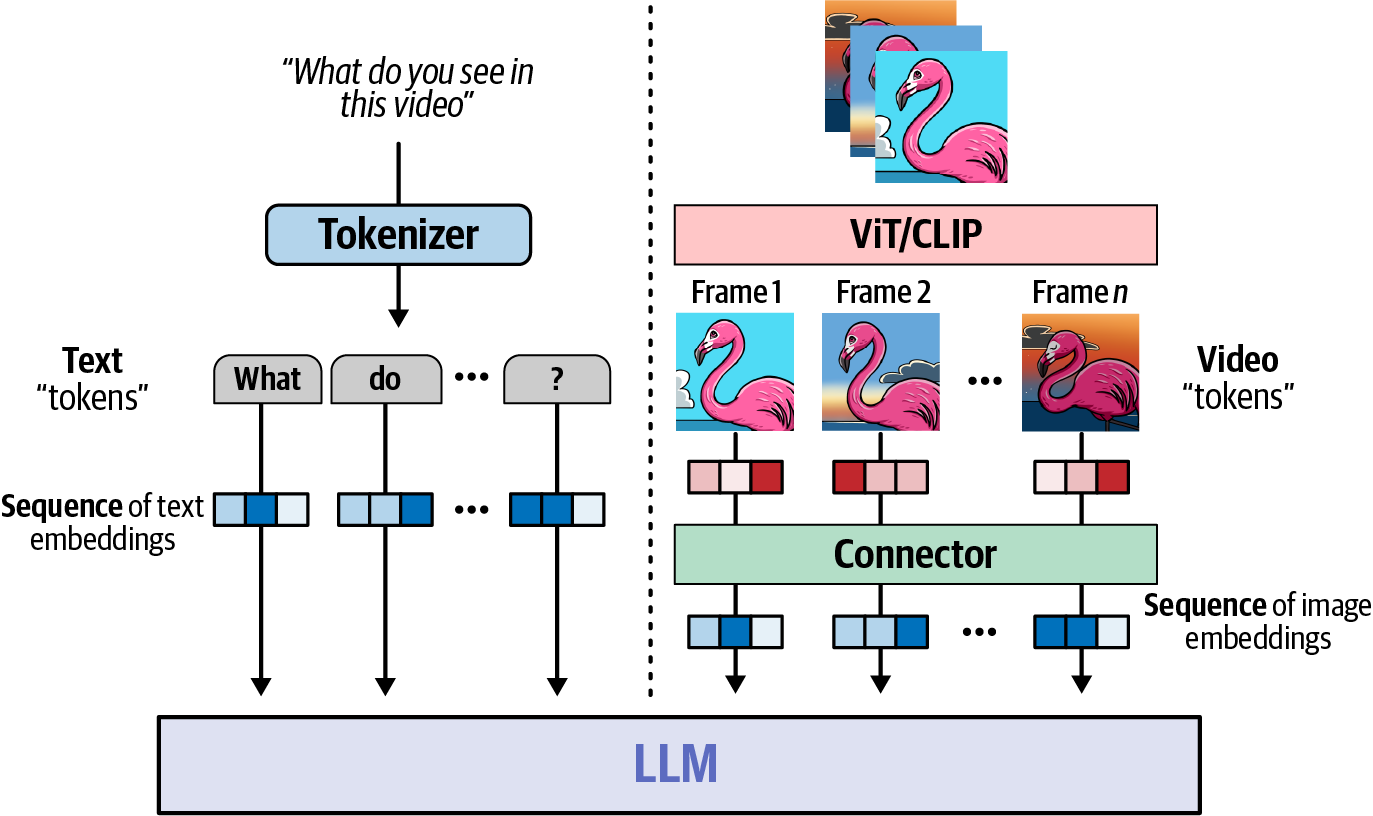 “What do you see in
this video”
Tokenizer
Text
“tokens”
What
do
...
?
Sequence of text
embeddings
...
ViT/CLIP
Frame 1
Frame 2
Frame n
...
Video
“tokens”
Connector
...
Sequence of image
embeddings
LLM